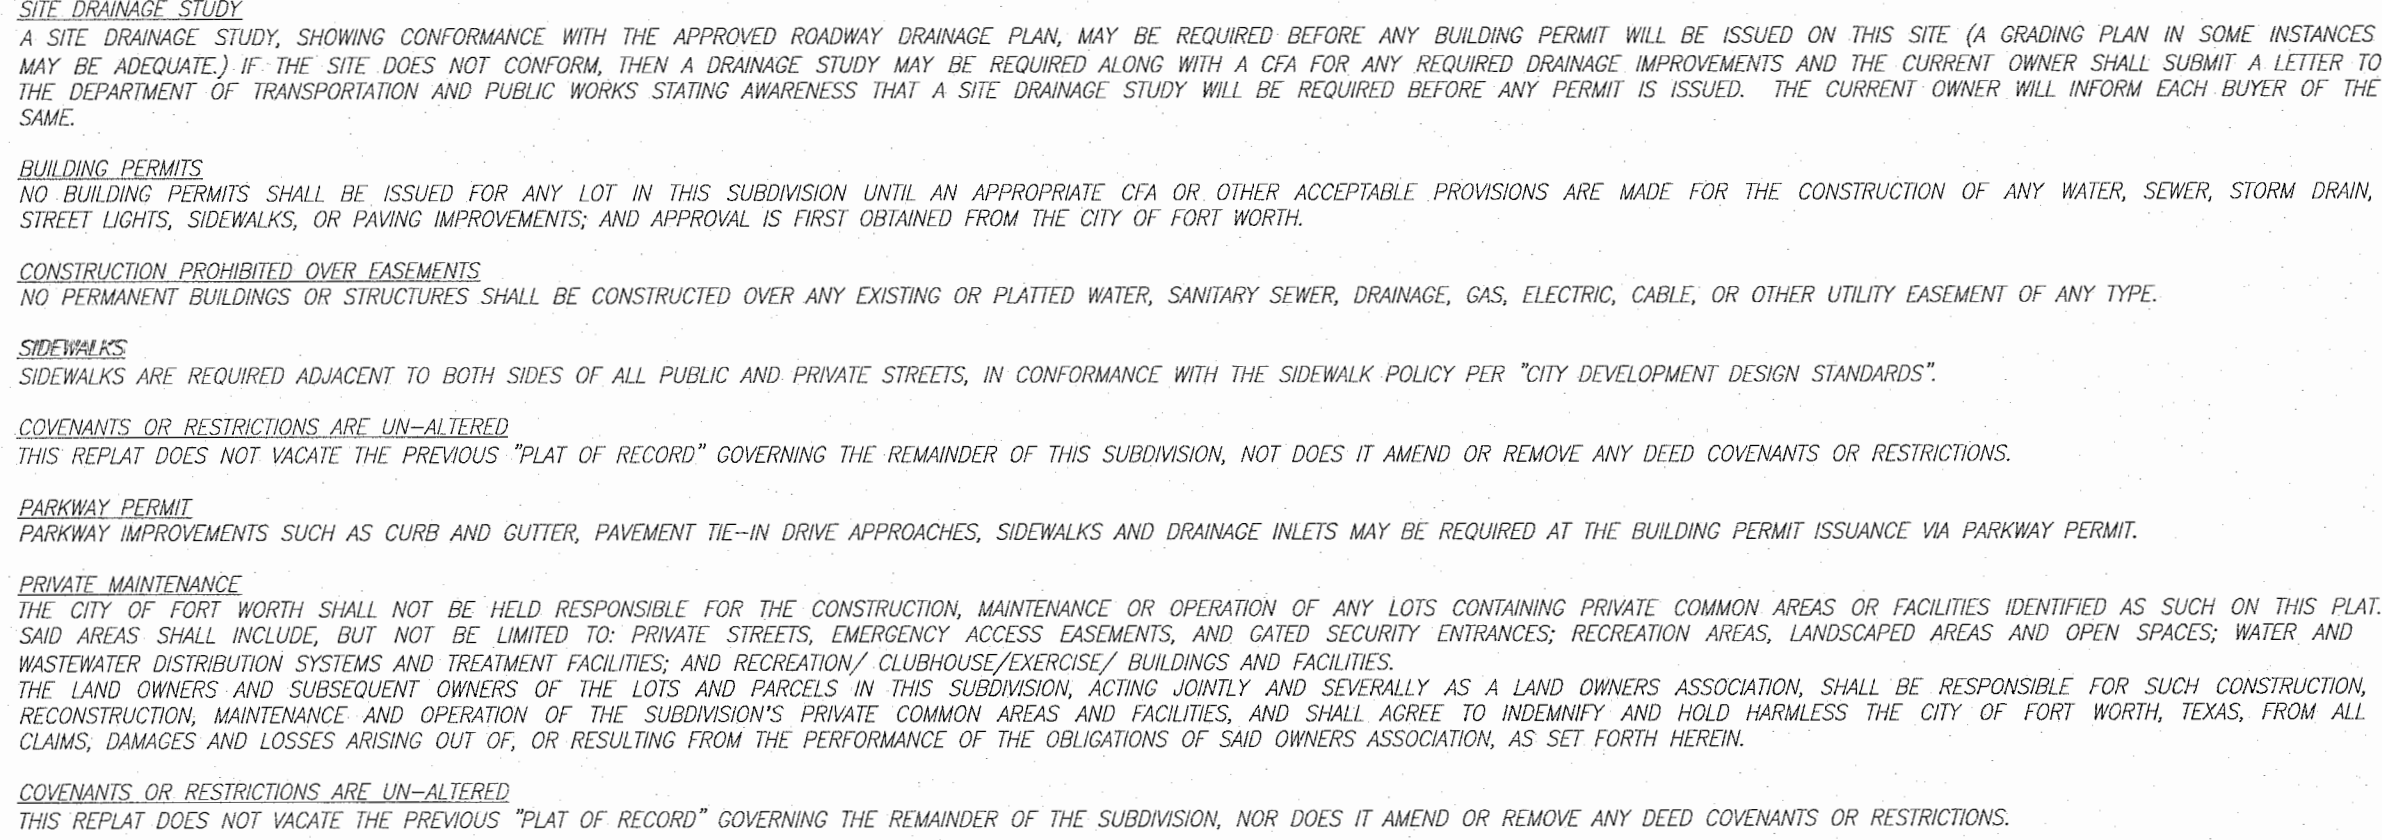 SITE DRAINAGE STUDY
A SITE DRAINAGE STUDY, SHOWING CONFORMANCE WITH THE APPROVED ROADWAY DRAINAGE PLAN, MAY BE REQUIRED BEFORE ANY BUILDING PERMIT WILL BE ISSUED ON THIS SITE (A GRADING PLAN IN SOME INSTANCES
MAY BE ADEQUATE.) IF THE SITE DOES NOT CONFORM, THEN A DRAINAGE STUDY MAY BE REQUIRED ALONG WITH A CFA FOR ANY REQUIRED DRAINAGE IMPROVEMENTS AND THE CURRENT OWNER SHALL SUBMIT A LETTER TO
THE DEPARTMENT OF TRANSPORTATION AND PUBLIC WORKS STATING AWARENESS THAT A SITE DRAINAGE STUDY WILL BE REQUIRED BEFORE ANY PERMIT IS ISSUED. THE CURRENT OWNER WILL INFORM EACH BUYER OF THE
SAME.
BUILDING PERMITS
NO BUILDING PERMITS SHALL BE ISSUED FOR ANY LOT IN THIS SUBDIVISION UNTIL AN APPROPRIATE CFA OR OTHER ACCEPTABLE PROVISIONS ARE MADE FOR THE CONSTRUCTION OF ANY WATER, SEWER, STORM DRAIN,
STREET LIGHTS, SIDEWALKS, OR PAVING IMPROVEMENTS; AND APPROVAL IS FIRST OBTAINED FROM THE CITY OF FORT WORTH.
CONSTRUCTION PROHIBITED OVER EASEMENTS
NO PERMANENT BUILDINGS OR STRUCTURES SHALL BE CONSTRUCTED OVER ANY EXISTING OR PLATTED WATER, SANITARY SEWER, DRAINAGE, GAS, ELECTRIC, CABLE, OR OTHER UTILITY EASEMENT OF ANY TYPE.
SIDEWALKS
SIDEWALKS ARE REQUIRED ADJACENT TO BOTH SIDES OF ALL PUBLIC AND PRIVATE STREETS, IN CONFORMANCE WITH THE SIDEWALK POLICY PER "CITY DEVELOPMENT DESIGN STANDARDS".
COVENANTS OR RESTRICTIONS ARE UN-ALTERED
THIS REPLAT DOES NOT VACATE THE PREVIOUS "PLAT OF RECORD" GOVERNING THE REMAINDER OF THIS SUBDIVISION, NOT DOES IT AMEND OR REMOVE ANY DEED COVENANTS OR RESTRICTIONS.
PARKWAY PERMIT
PARKWAY IMPROVEMENTS SUCH AS CURB AND GUTTER, PAVEMENT TIE--IN DRIVE APPROACHES, SIDEWALKS AND DRAINAGE INLETS MAY BE REQUIRED AT THE BUILDING PERMIT ISSUANCE VIA PARKWAY PERMIT.
PRIVATE MAINTENANCE
THE CITY OF FORT WORTH SHALL NOT BE HELD RESPONSIBLE FOR THE CONSTRUCTION, MAINTENANCE OR OPERATION OF ANY LOTS CONTAINING PRIVATE COMMON AREAS OR FACILITIES IDENTIFIED AS SUCH ON THIS PLAT.
SAID AREAS SHALL INCLUDE, BUT NOT BE LIMITED TO: PRIVATE STREETS, EMERGENCY ACCESS EASEMENTS, AND GATED SECURITY ENTRANCES; RECREATION AREAS, LANDSCAPED AREAS AND OPEN SPACES; WATER AND
WASTEWATER DISTRIBUTION SYSTEMS AND TREATMENT FACILITIES; AND RECREATION/ CLUBHOUSE/EXERCISE/ BUILDINGS AND FACILITIES.
THE LAND OWNERS AND SUBSEQUENT OWNERS OF THE LOTS AND PARCELS IN THIS SUBDIVISION, ACTING JOINTLY AND SEVERALLY AS A LAND OWNERS ASSOCIATION, SHALL BE RESPONSIBLE FOR SUCH CONSTRUCTION,
RECONSTRUCTION, MAINTENANCE AND OPERATION OF THE SUBDIVISION'S PRIVATE COMMON AREAS AND FACILITIES, AND SHALL AGREE TO INDEMNIFY AND HOLD HARMLESS THE CITY OF FORT WORTH, TEXAS, FROM ALL
CLAIMS, DAMAGES AND LOSSES ARISING OUT OF, OR RESULTING FROM THE PERFORMANCE OF THE OBLIGATIONS OF SAID OWNERS ASSOCIATION, AS SET FORTH HEREIN.
COVENANTS OR RESTRICTIONS ARE UN-ALTERED
THIS REPLAT DOES NOT VACATE THE PREVIOUS "PLAT OF RECORD" GOVERNING THE REMAINDER OF THE SUBDIVISION, NOR DOES IT AMEND OR REMOVE ANY DEED COVENANTS OR RESTRICTIONS.